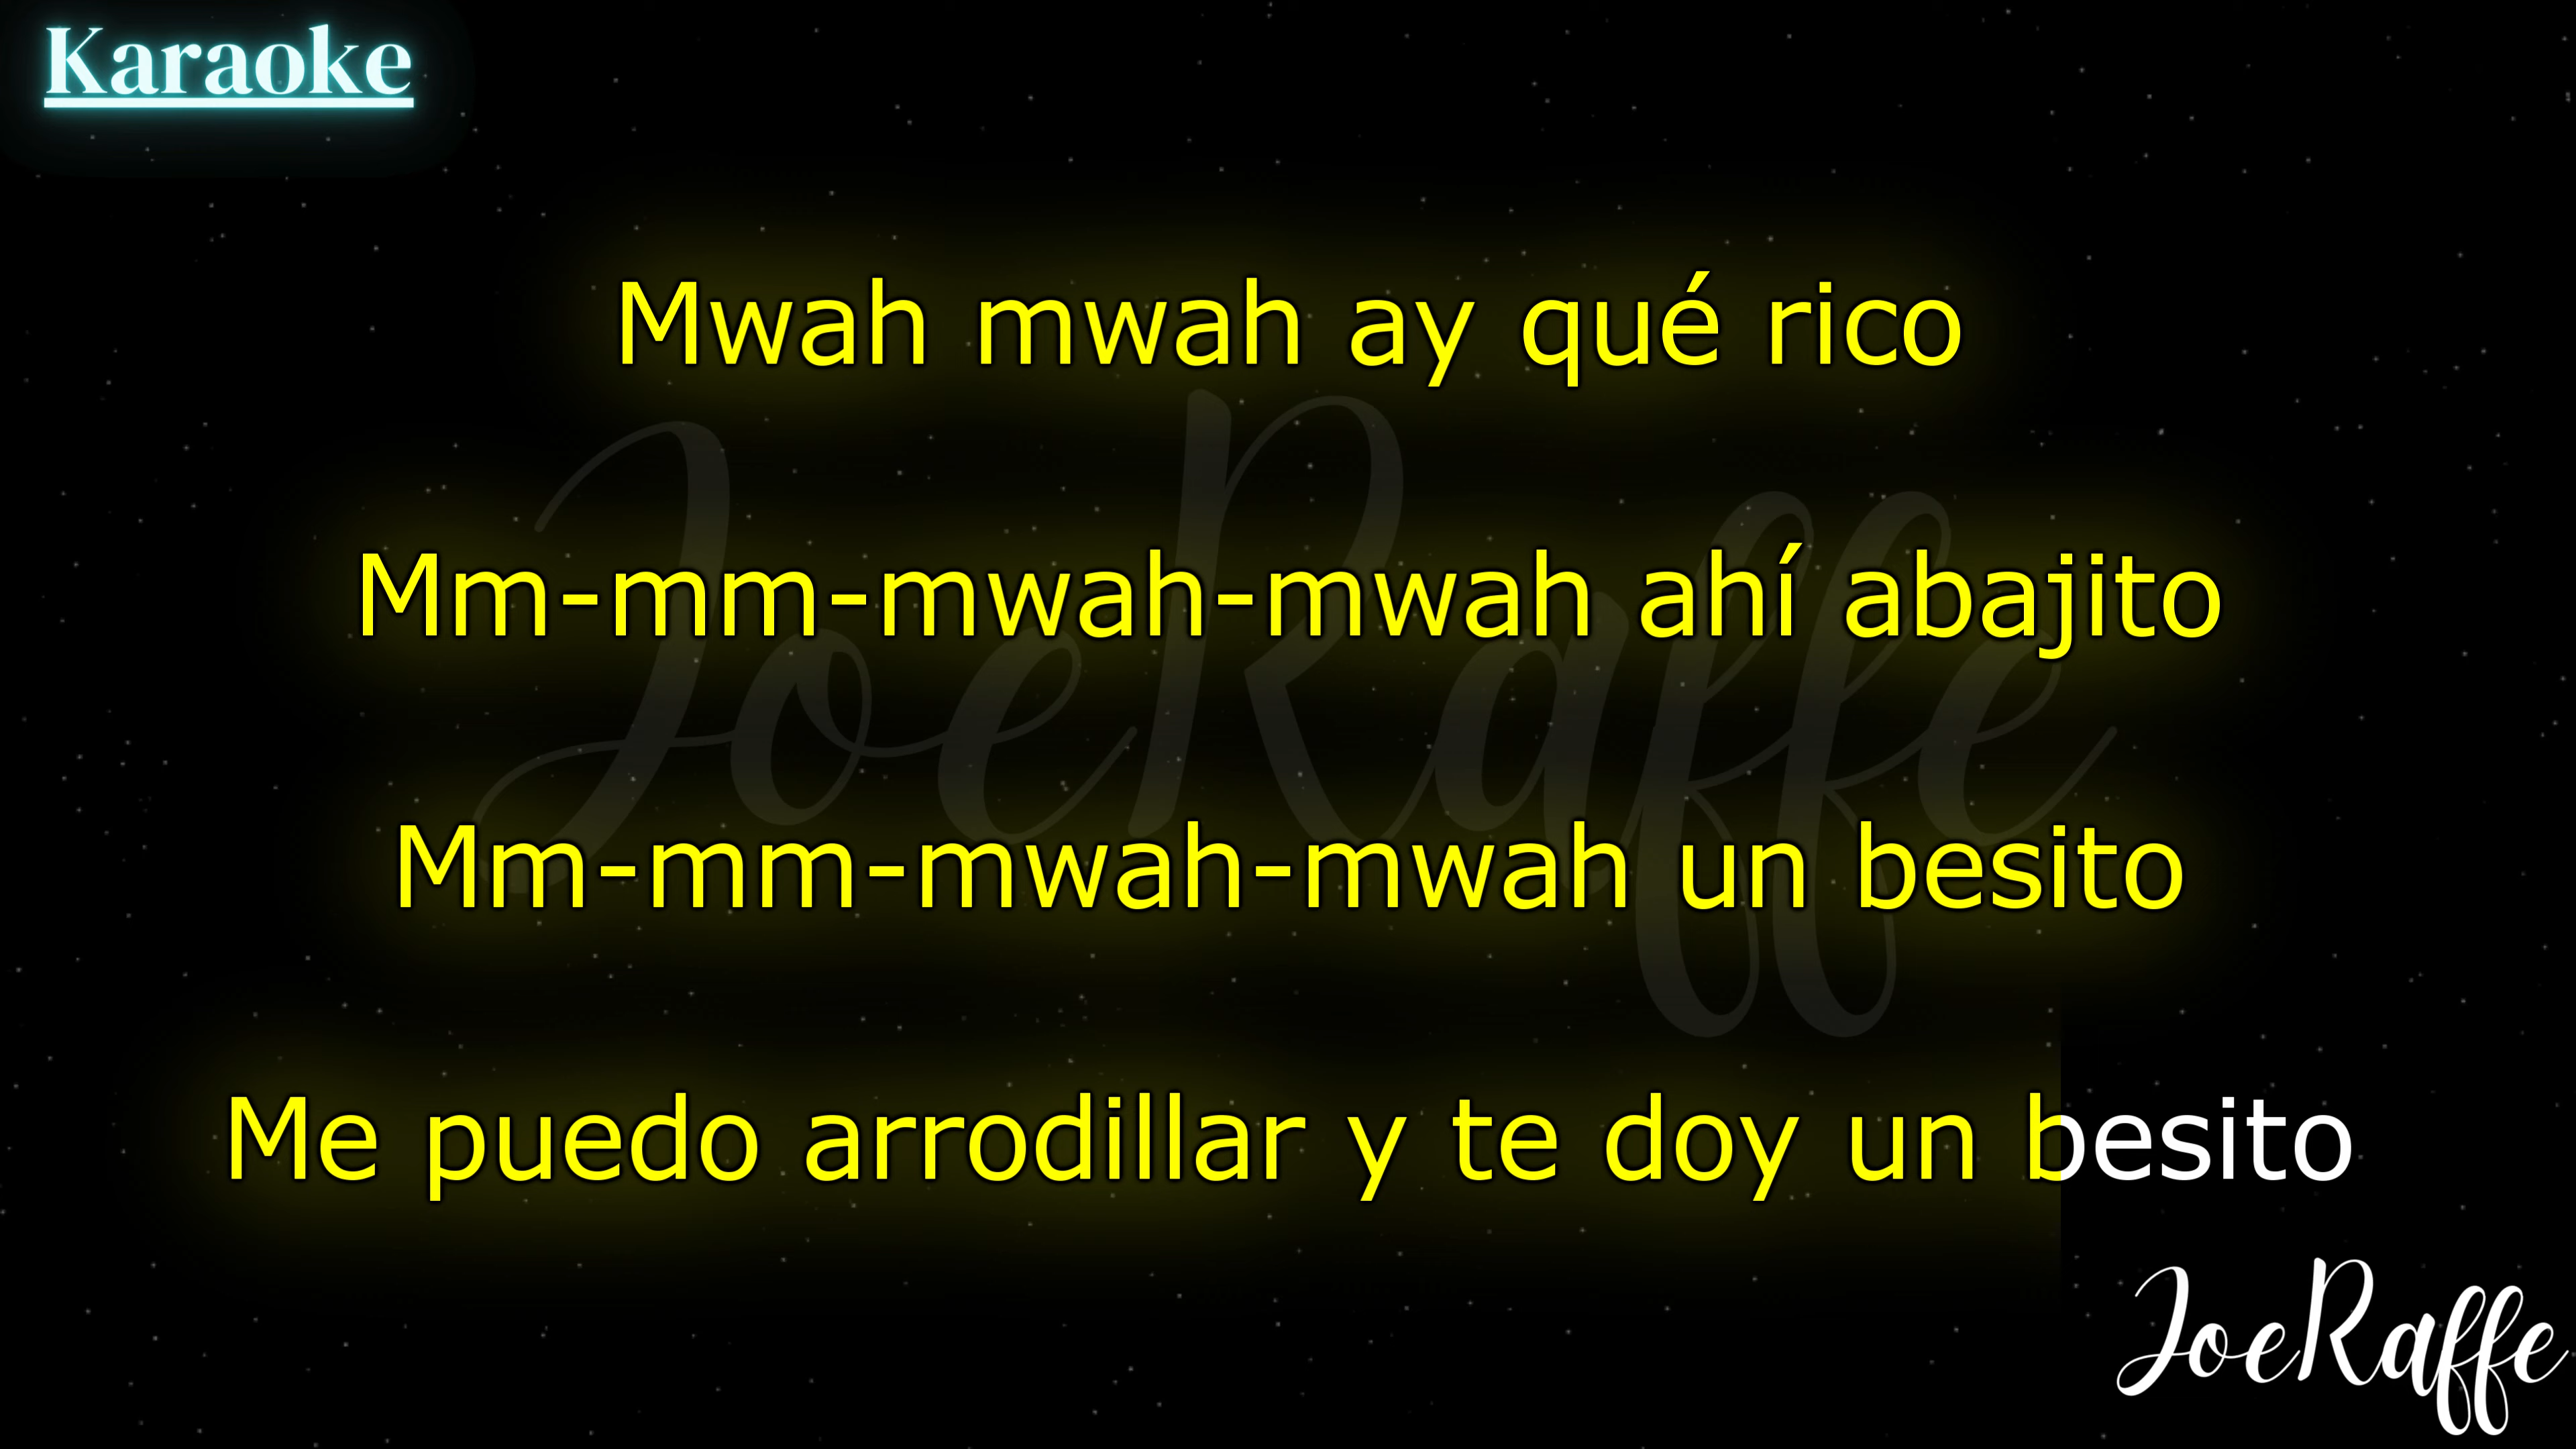 Karaoke
Mwah mwah ay qué rico
Mm-mm-mwah-mwah ahí abajito
Mm-mm-mwah-mwah un besito
Me puedo arrodillar y te doy un besito
JoeRaffe
JoeRaffe